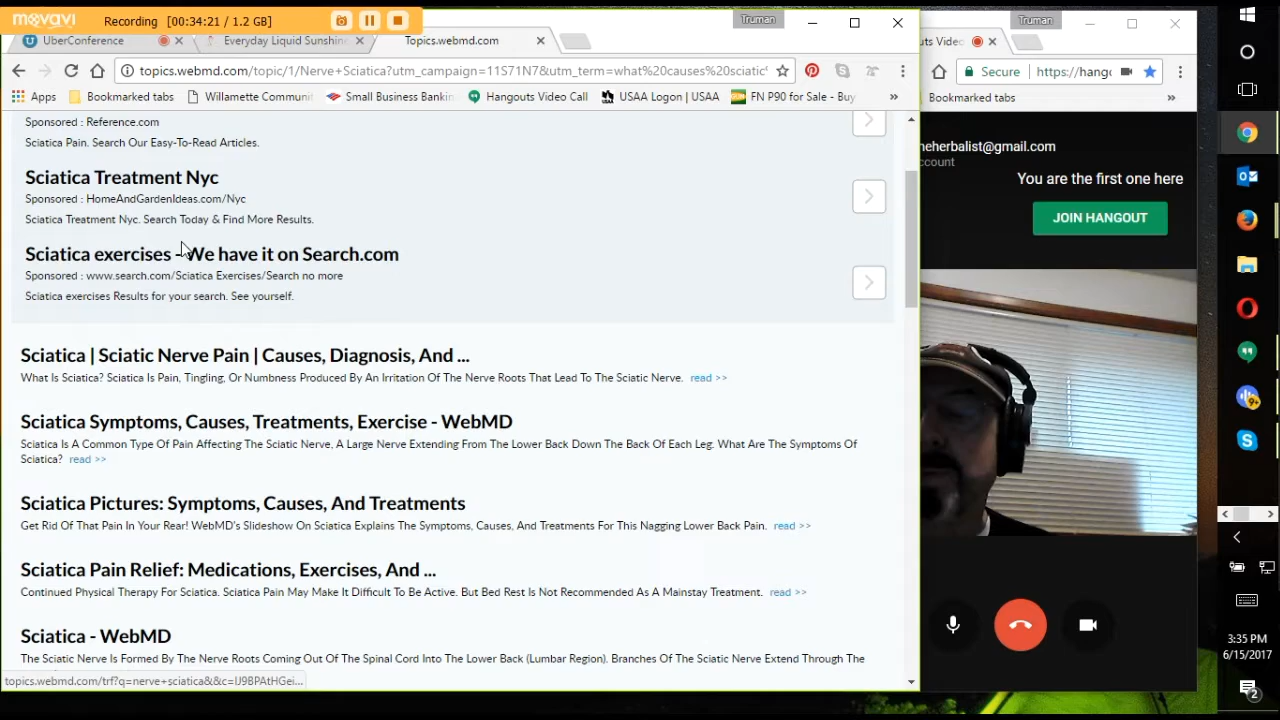 movavi
Recording [00:34:21 / 1.2 GB]
Truman
Truman
UberConference
Everyday Liquid Sunshin
Topics.webmd.com
uts Video
topics.webmd.com/topic/1/Nerve+Sciatica?utm_campaign=11S11N7&utm_term=what%20causes%20sciatic%
Secure
https://hang
Apps
Bookmarked tabs
Willamette Communi
Small Business Bankin
Hangouts Video Call
USAA Logon | USAA
FN P90 for Sale - Buy
»
Bookmarked tabs
»
Sponsored : Reference.com
Sciatica Pain. Search Our Easy-To-Read Articles.
Sciatica Treatment Nyc
Sponsored : HomeAndGardenIdeas.com/Nyc
Sciatica Treatment Nyc. Search Today & Find More Results.
Sciatica exercises - We have it on Search.com
Sponsored : www.search.com/Sciatica Exercises/Search no more
Sciatica exercises Results for your search. See yourself.
Sciatica | Sciatic Nerve Pain | Causes, Diagnosis, And ...
What Is Sciatica? Sciatica Is Pain, Tingling, Or Numbness Produced By An Irritation Of The Nerve Roots That Lead To The Sciatic Nerve. read >>
Sciatica Symptoms, Causes, Treatments, Exercise - WebMD
Sciatica Is A Common Type Of Pain Affecting The Sciatic Nerve, A Large Nerve Extending From The Lower Back Down The Back Of Each Leg. What Are The Symptoms Of
Sciatica? read >>
Sciatica Pictures: Symptoms, Causes, And Treatments
Get Rid Of That Pain In Your Rear! WebMD's Slideshow On Sciatica Explains The Symptoms, Causes, And Treatments For This Nagging Lower Back Pain. read >>
Sciatica Pain Relief: Medications, Exercises, And ...
Continued Physical Therapy For Sciatica. Sciatica Pain May Make It Difficult To Be Active. But Bed Rest Is Not Recommended As A Mainstay Treatment. read >>
Sciatica - WebMD
The Sciatic Nerve Is Formed By The Nerve Roots Coming Out Of The Spinal Cord Into The Lower Back (Lumbar Region). Branches Of The Sciatic Nerve Extend Through The
neherbalist@gmail.com
ccount
You are the first one here
JOIN HANGOUT
9+
3:35 PM
6/15/2017
2